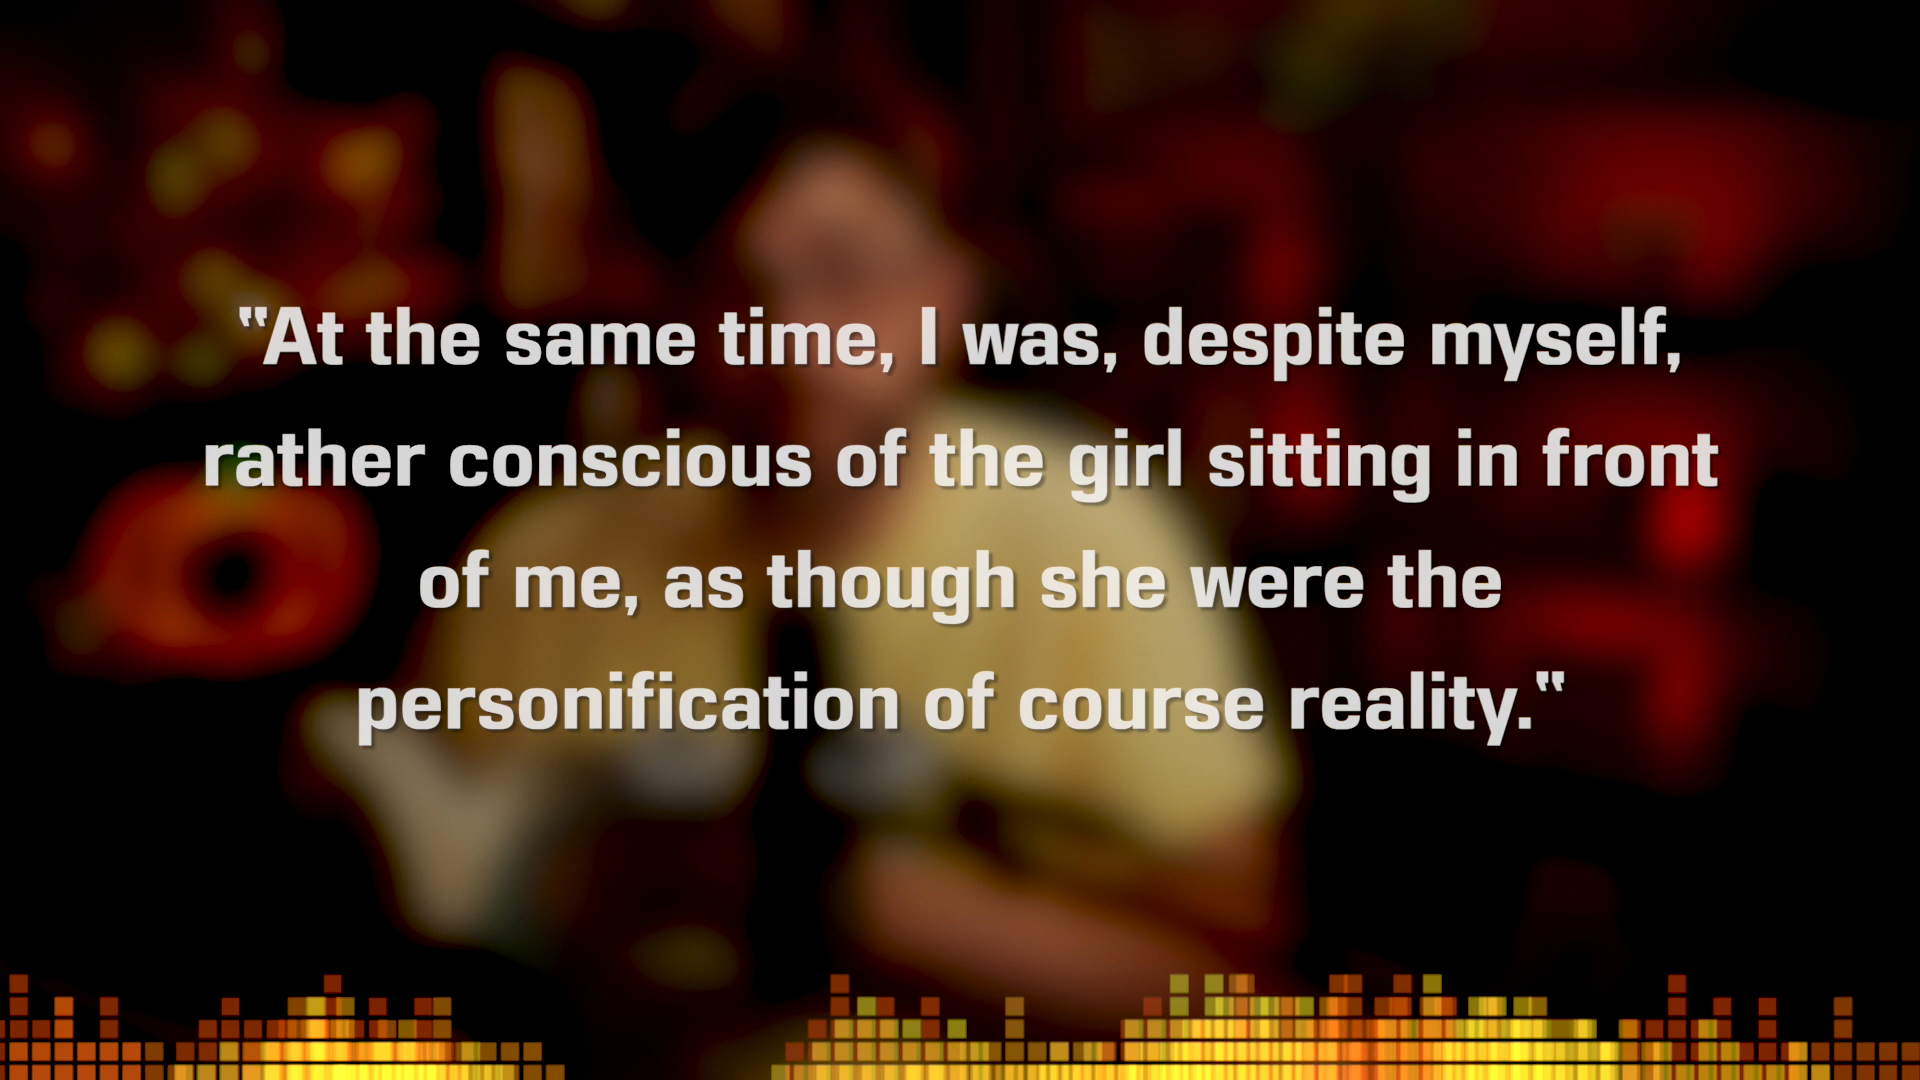 "At the same time, I was, despite myself,
rather conscious of the girl sitting in front
of me, as though she were the
personification of course reality."